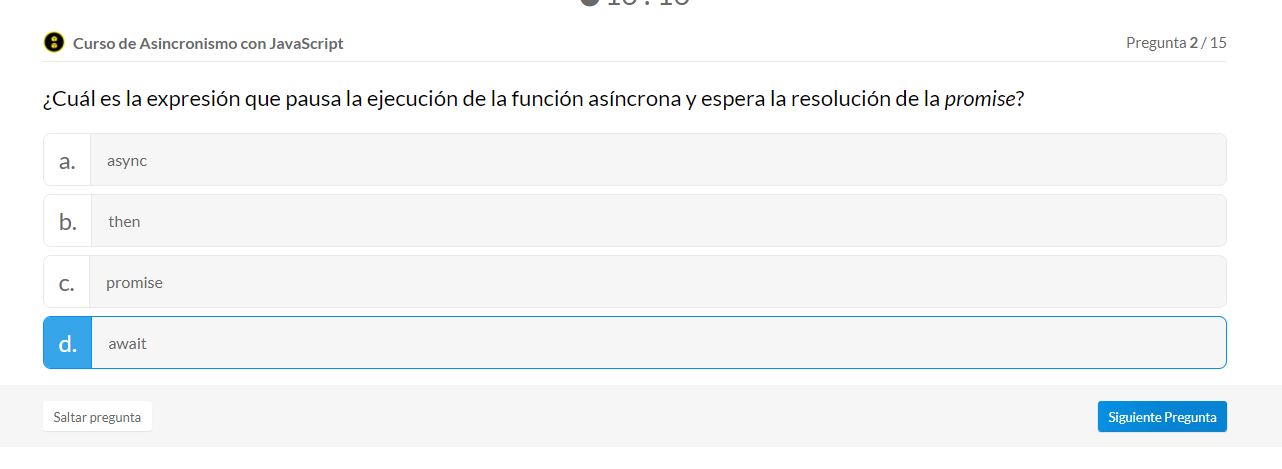 Curso de Asincronismo con JavaScript
Pregunta 2 / 15
¿Cuál es la expresión que pausa la ejecución de la función asíncrona y espera la resolución de la promise?
a. async
b. then
c. promise
d. await
Saltar pregunta
Siguiente Pregunta